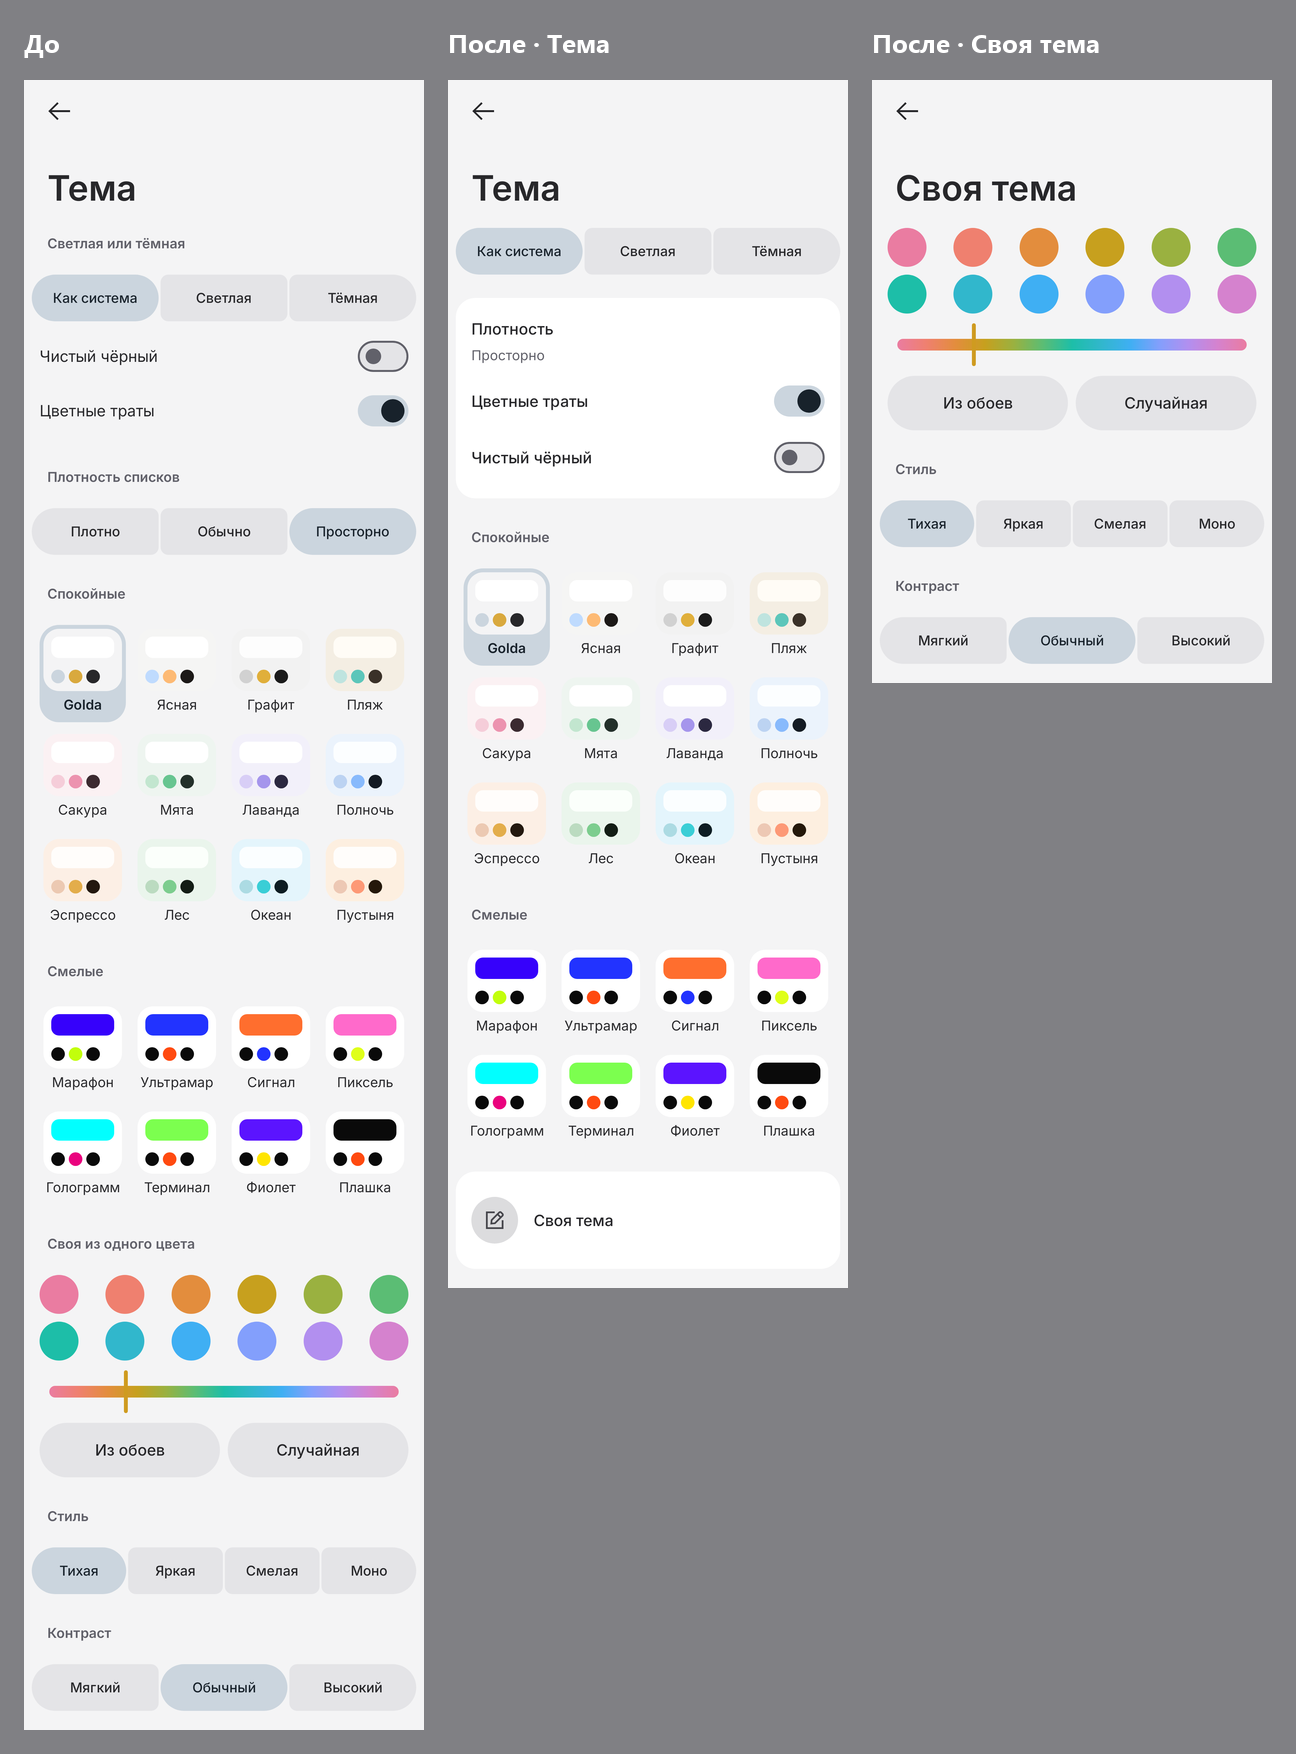 До
Тема
Светлая или тёмная
Как система
Светлая
Тёмная
Чистый чёрный
Цветные траты
Плотность списков
Плотно
Обычно
Просторно
Спокойные
Golda
Ясная
Графит
Пляж
Сакура
Мята
Лаванда
Полночь
Эспрессо
Лес
Океан
Пустыня
Смелые
Марафон
Ультрамар
Сигнал
Пиксель
Голограмм
Терминал
Фиолет
Плашка
Своя из одного цвета
Из обоев
Случайная
Стиль
Тихая
Яркая
Смелая
Моно
Контраст
Мягкий
Обычный
Высокий
После · Тема
Тема
Как система
Светлая
Тёмная
Плотность
Просторно
Цветные траты
Чистый чёрный
Спокойные
Golda
Ясная
Графит
Пляж
Сакура
Мята
Лаванда
Полночь
Эспрессо
Лес
Океан
Пустыня
Смелые
Марафон
Ультрамар
Сигнал
Пиксель
Голограмм
Терминал
Фиолет
Плашка
Своя тема
После · Своя тема
Своя тема
Из обоев
Случайная
Стиль
Тихая
Яркая
Смелая
Моно
Контраст
Мягкий
Обычный
Высокий